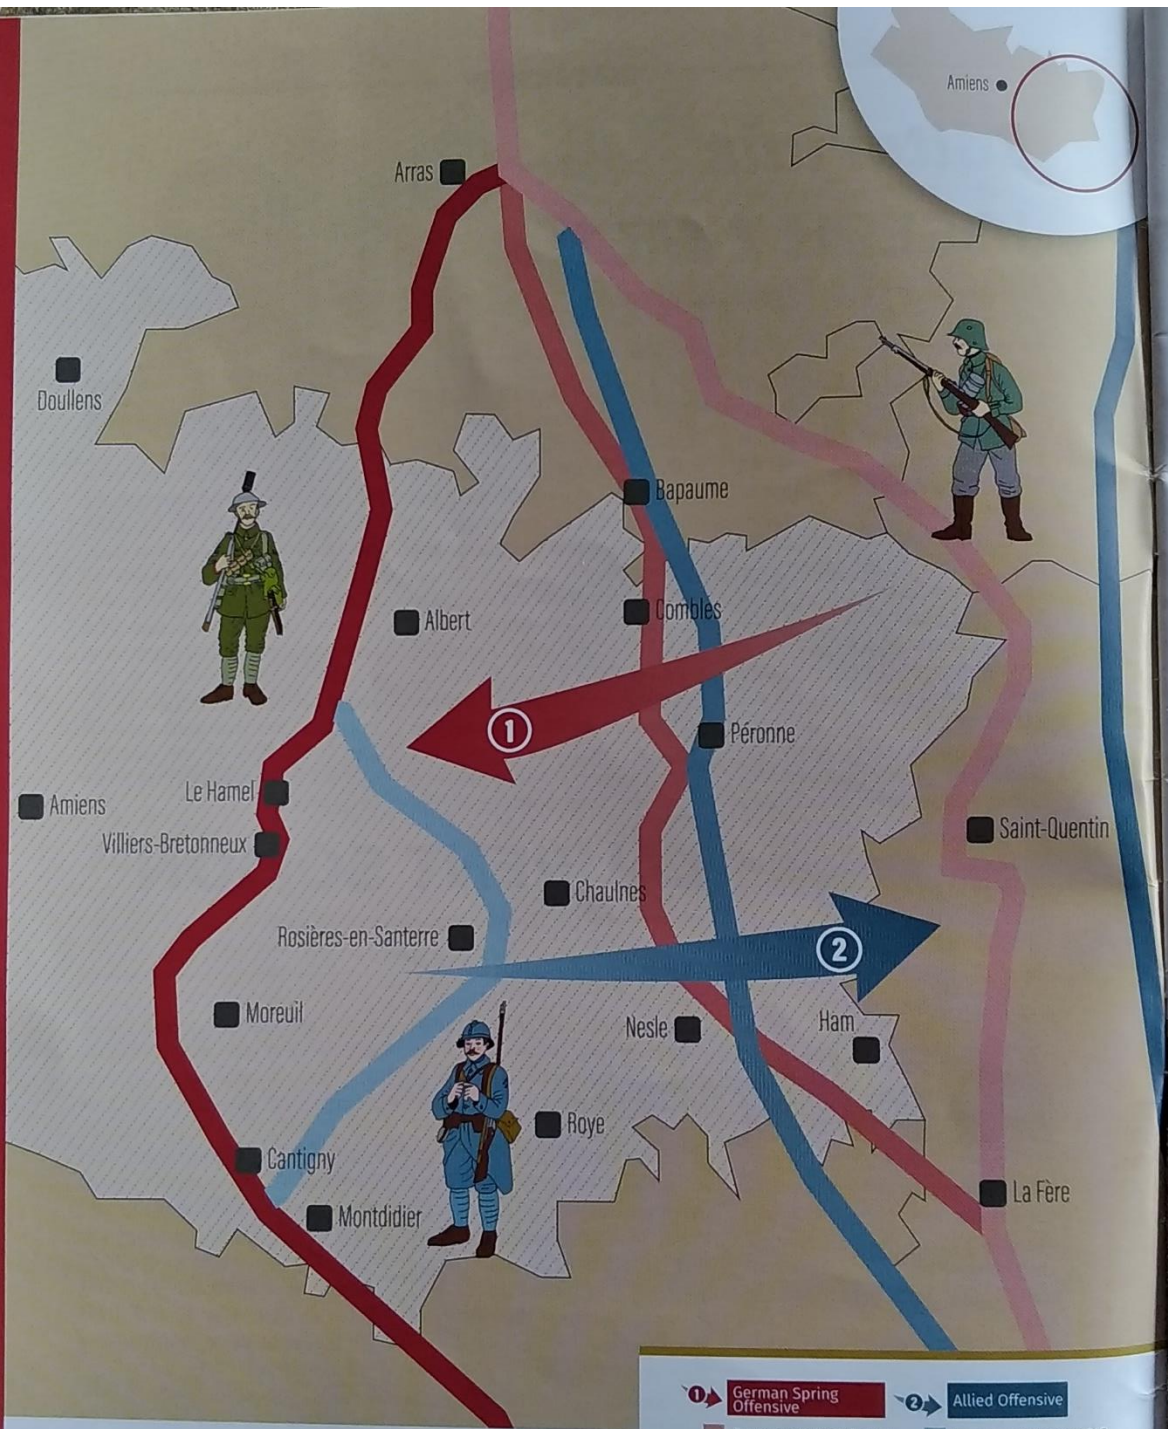 Amiens
Arras
Doullens
Bapaume
Combles
Albert
1
Péronne
Le Hamel
Amiens
Villiers-Bretonneux
Saint-Quentin
Chaulnes
Rosières-en-Santerre
2
Moreuil
Nesle
Ham
Roye
Cantigny
La Fère
Montdidier
1 German Spring
Offensive
2 Allied Offensive